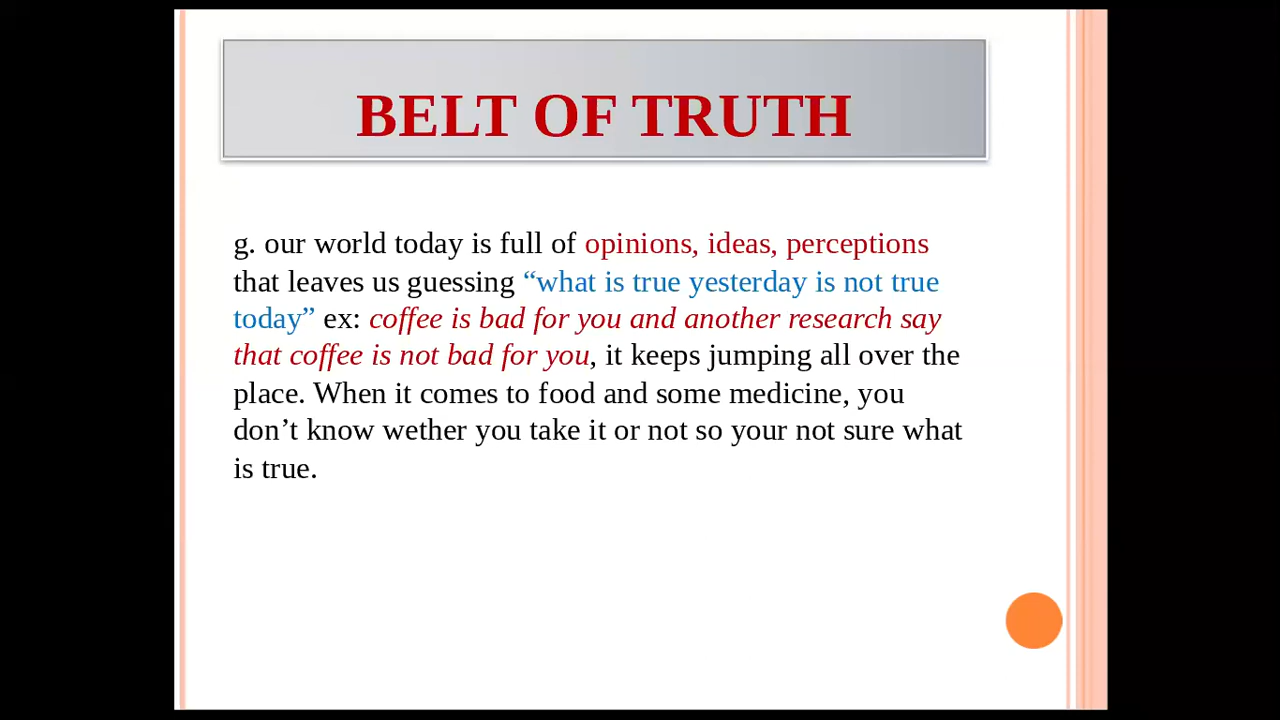 BELT OF TRUTH
g. our world today is full of opinions, ideas, perceptions
that leaves us guessing “what is true yesterday is not true
today” ex: coffee is bad for you and another research say
that coffee is not bad for you, it keeps jumping all over the
place. When it comes to food and some medicine, you
don’t know wether you take it or not so your not sure what
is true.